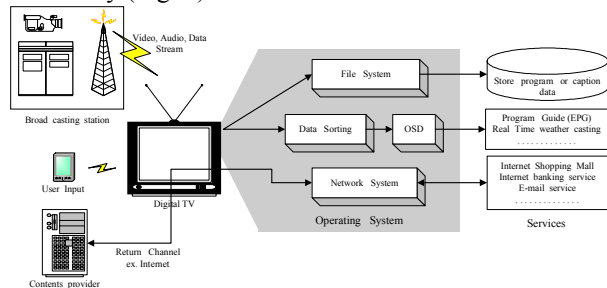 Video, Audio, Data
Stream
Broad casting station
File System
Store program or caption
data
Data Sorting
OSD
Program Guide (EPG)
Real Time weather casting
. . . . . . . . . . . . .
User Input
Digital TV
Network System
Internet Shopping Mall
Internet banking service
E-mail service
. . . . . . . . . . . . .
Operating System
Services
Return Channel
ex. Internet
Contents provider